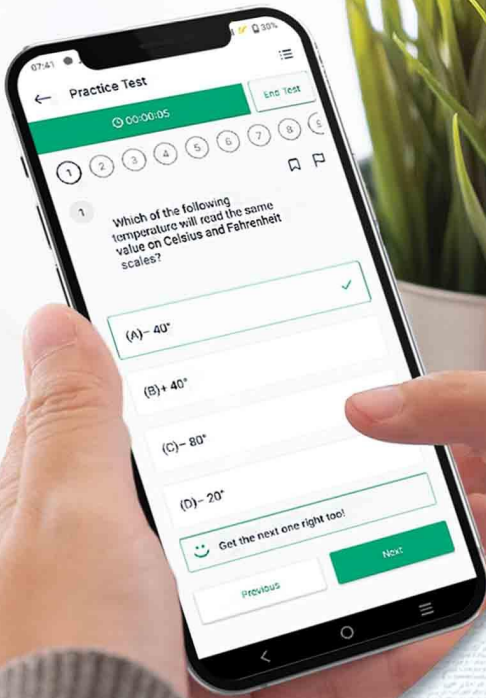 07:41
30%
Practice Test
00:00:05
End Test
1 2 3 4 5 6 7 8
1
Which of the following
temperature will read the same
value on Celsius and Fahrenheit
scales?
(A)– 40°
(B)+ 40°
(C)– 80°
(D)– 20°
Get the next one right too!
Previous
Next